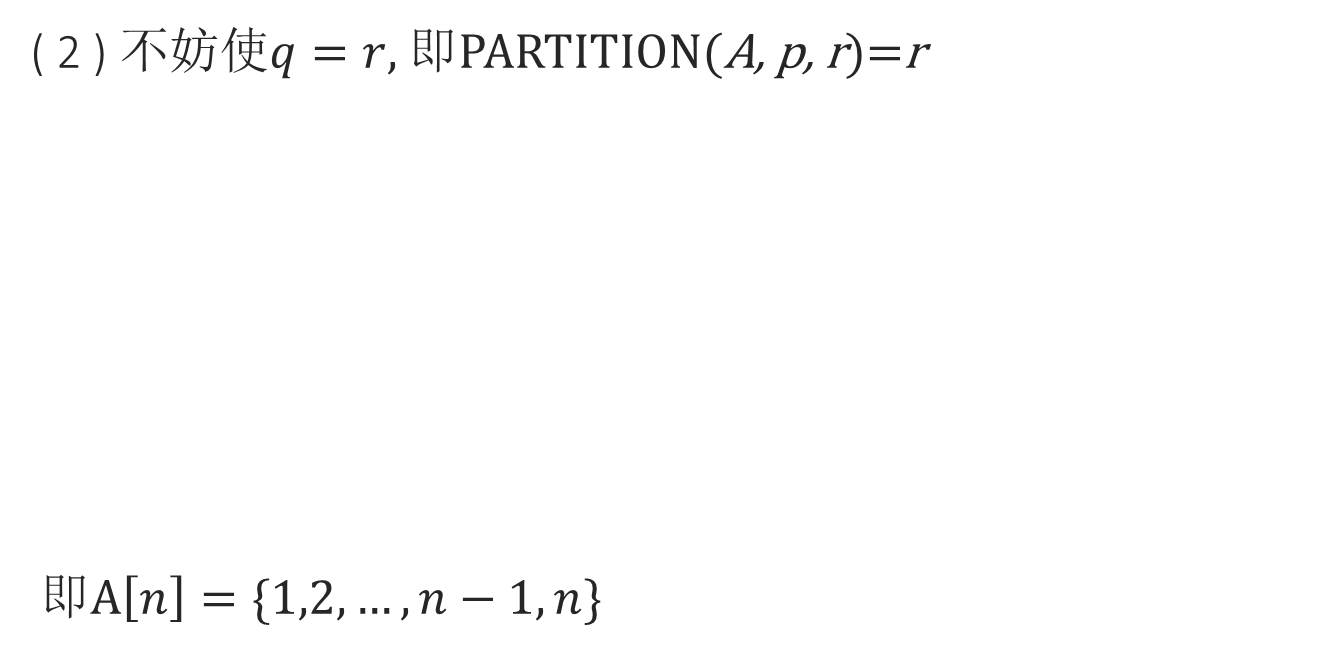 (2)不妨使q = r, 即PARTITION(A, p, r)=r
即A[n] = {1,2, … , n − 1, n}